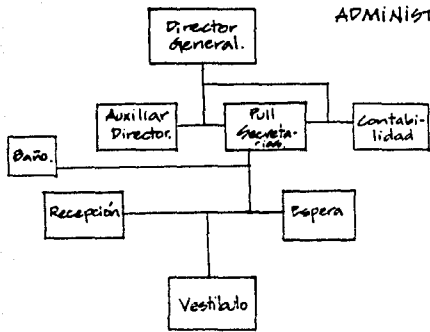 ADMINIST
Director
General.
Auxiliar
Director.
Pull
Secreta-
rias.
Contabi-
lidad
Baño.
Recepción
Espera
Vestíbulo